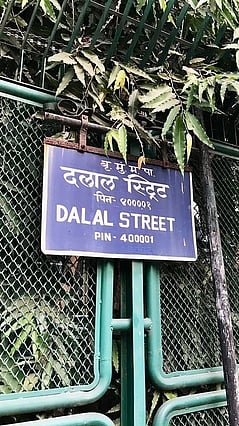 बृ. मुं. म. पा.
दलाल स्ट्रिट
पिन- ४००००१
DALAL STREET
PIN - 400001